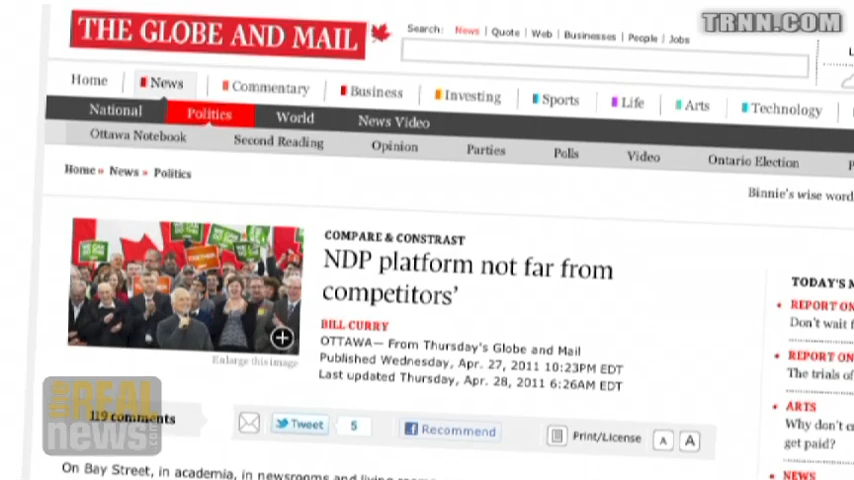 TRNN.COM
THE GLOBE AND MAIL
Search: News | Quote | Web | Businesses | People | Jobs
Home News Commentary Business Investing Sports Life Arts Technology
National Politics World News Video
Ottawa Notebook Second Reading Opinion Parties Polls Video Ontario Election
Home » News » Politics
Binnie's wise word
COMPARE & CONSTRAST
NDP platform not far from
competitors'
BILL CURRY
OTTAWA— From Thursday's Globe and Mail
Published Wednesday, Apr. 27, 2011 10:23PM EDT
Last updated Thursday, Apr. 28, 2011 6:26AM EDT
Enlarge this image
119 comments
Tweet 5 Recommend Print/License A A
On Bay Street, in academia, in newsrooms and living
TODAY'S
REPORT ON
Don't wait
REPORT ON
The trials of
ARTS
Why don't
get paid?
NEWS
the REAL
news.com